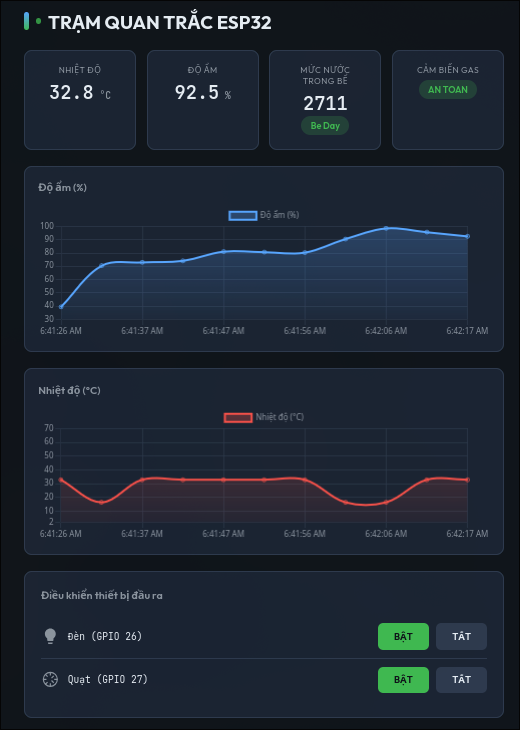 TRẠM QUAN TRẮC ESP32
NHIỆT ĐỘ
32.8 °C
ĐỘ ẨM
92.5 %
MỨC NƯỚC
TRONG BỂ
2711
Be Day
CẢM BIẾN GAS
AN TOAN
Độ ẩm (%)
Độ ẩm (%)
100
90
80
70
60
50
40
30
6:41:26 AM
6:41:37 AM
6:41:47 AM
6:41:56 AM
6:42:06 AM
6:42:17 AM
Nhiệt độ (°C)
Nhiệt độ (°C)
70
60
50
40
30
20
10
2
6:41:26 AM
6:41:37 AM
6:41:47 AM
6:41:56 AM
6:42:06 AM
6:42:17 AM
Điều khiển thiết bị đầu ra
Đèn (GPIO 26)
BẬT
TẮT
Quạt (GPIO 27)
BẬT
TẮT